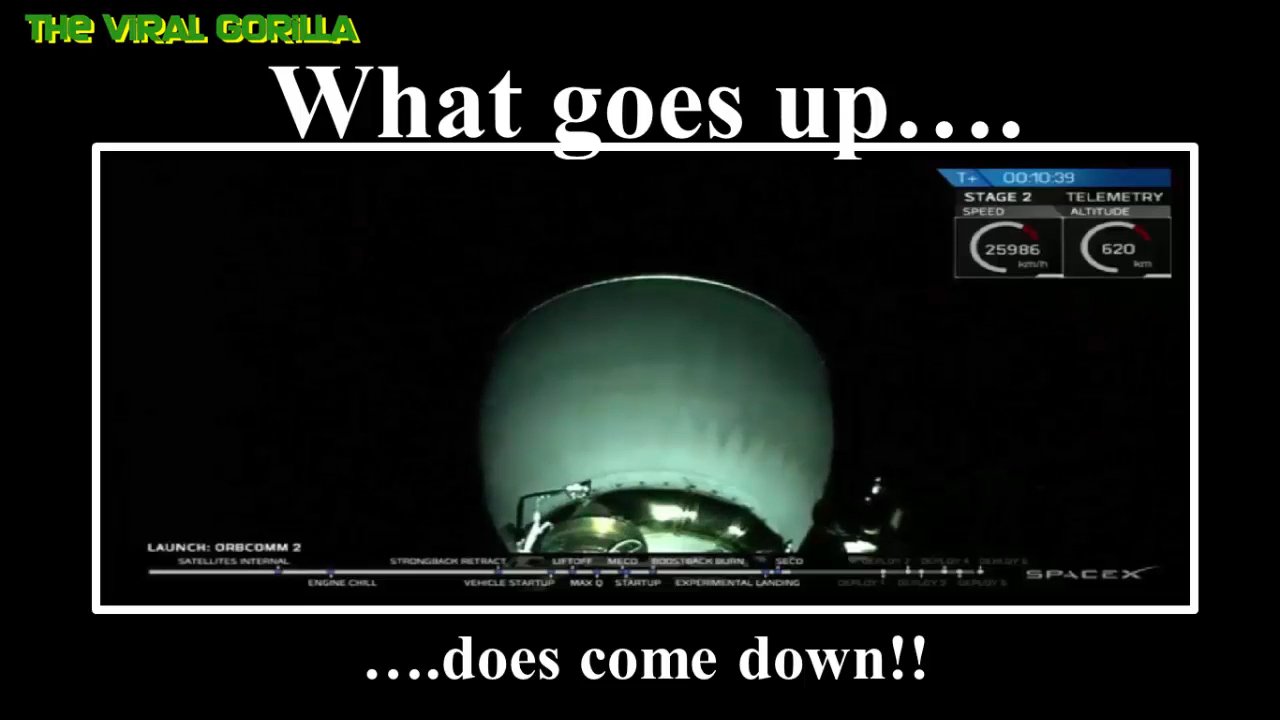 THE VIRAL GORILLA
What goes up....
T+ 00:10:39
STAGE 2 TELEMETRY
SPEED ALTITUDE
25986 620
km/h km
LAUNCH: ORBCOMM 2
SATELLITES INTERNAL STRONGBACK RETRACT LIFTOFF MECO BOOSTBACK BURN SECO
ENGINE CHILL VEHICLE STARTUP MAX Q STARTUP EXPERIMENTAL LANDING
SPACEX
....does come down!!